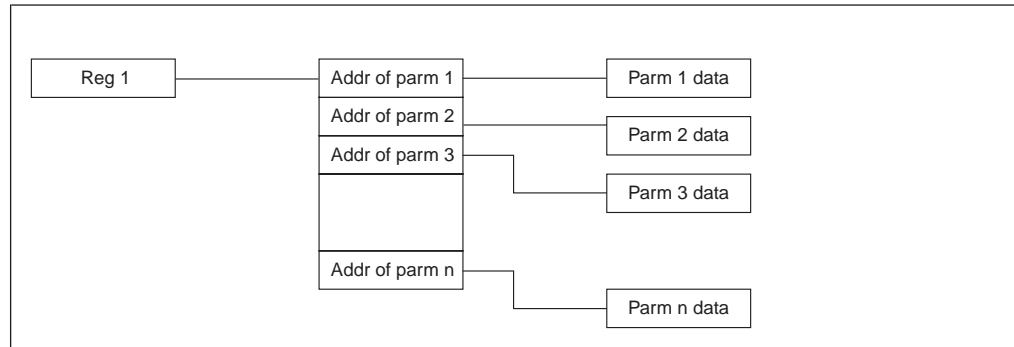 Reg 1
Addr of parm 1
Parm 1 data
Addr of parm 2
Parm 2 data
Addr of parm 3
Parm 3 data
Addr of parm n
Parm n data